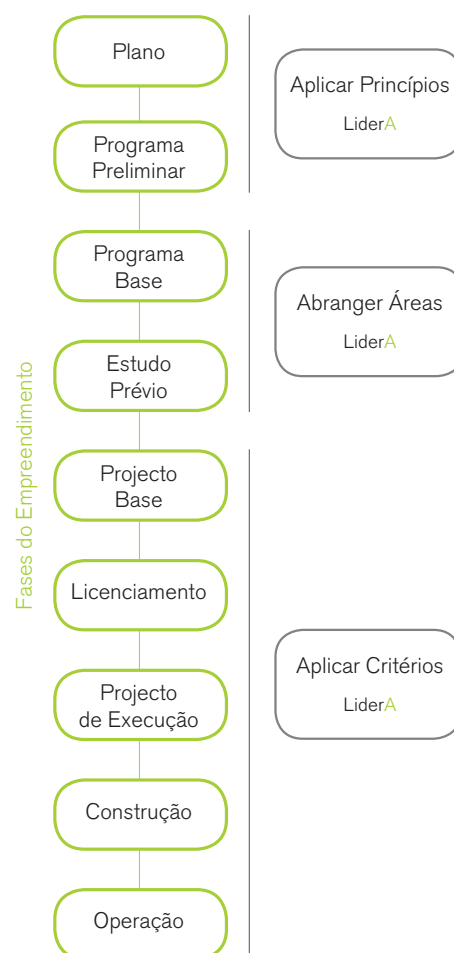 Fases do Empreendimento
Plano
Programa
Preliminar
Aplicar Princípios
LiderA
Programa
Base
Estudo
Prévio
Abranger Áreas
LiderA
Projecto
Base
Licenciamento
Projecto
de Execução
Construção
Operação
Aplicar Critérios
LiderA